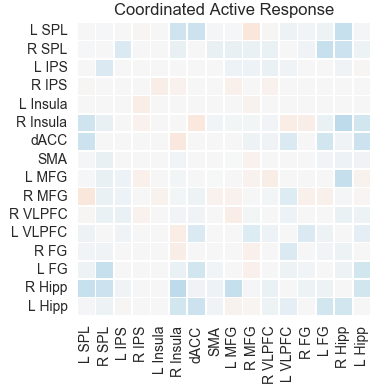 Coordinated Active Response
L SPL
R SPL
L IPS
R IPS
L Insula
R Insula
dACC
SMA
L MFG
R MFG
R VLPFC
L VLPFC
R FG
L FG
R Hipp
L Hipp
L SPL
R SPL
L IPS
R IPS
L Insula
R Insula
dACC
SMA
L MFG
R MFG
R VLPFC
L VLPFC
R FG
L FG
R Hipp
L Hipp